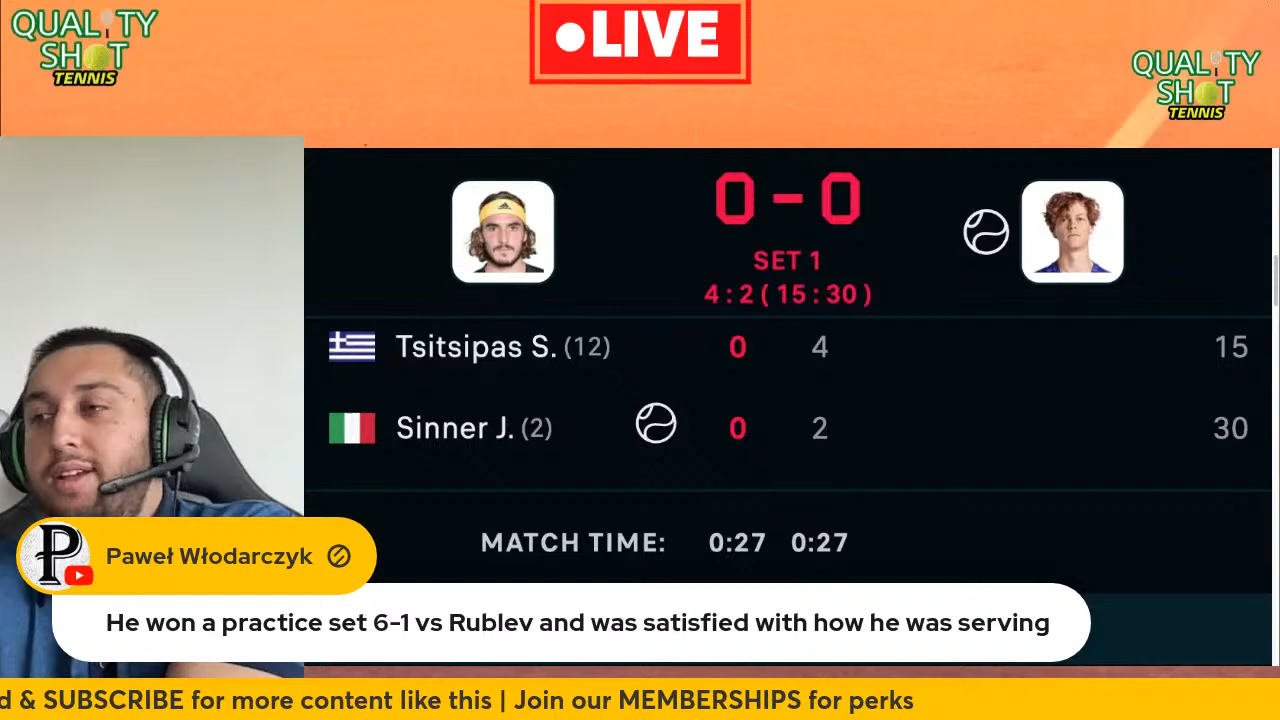 QUALITY
SHOT
TENNIS
LIVE
QUALITY
SHOT
TENNIS
0 - 0
SET 1
4 : 2 ( 15 : 30 )
Tsitsipas S. (12) 0 4 15
Sinner J. (2) 0 2 30
MATCH TIME: 0:27 0:27
P
Paweł Włodarczyk
He won a practice set 6-1 vs Rublev and was satisfied with how he was serving
d & SUBSCRIBE for more content like this | Join our MEMBERSHIPS for perks